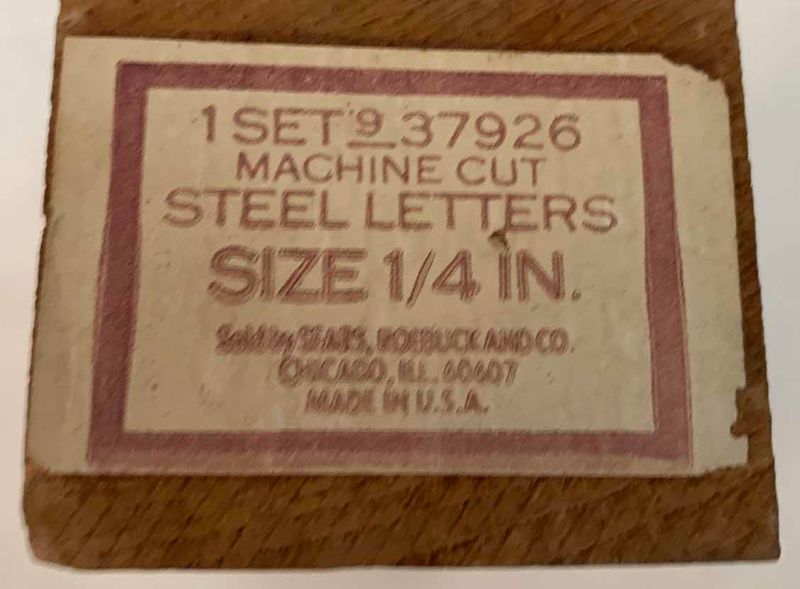 1 SET 9 37926
MACHINE CUT
STEEL LETTERS
SIZE 1/4 IN.
Sold by SEARS, ROEBUCK AND CO.
CHICAGO, ILL. 60607
MADE IN U.S.A.